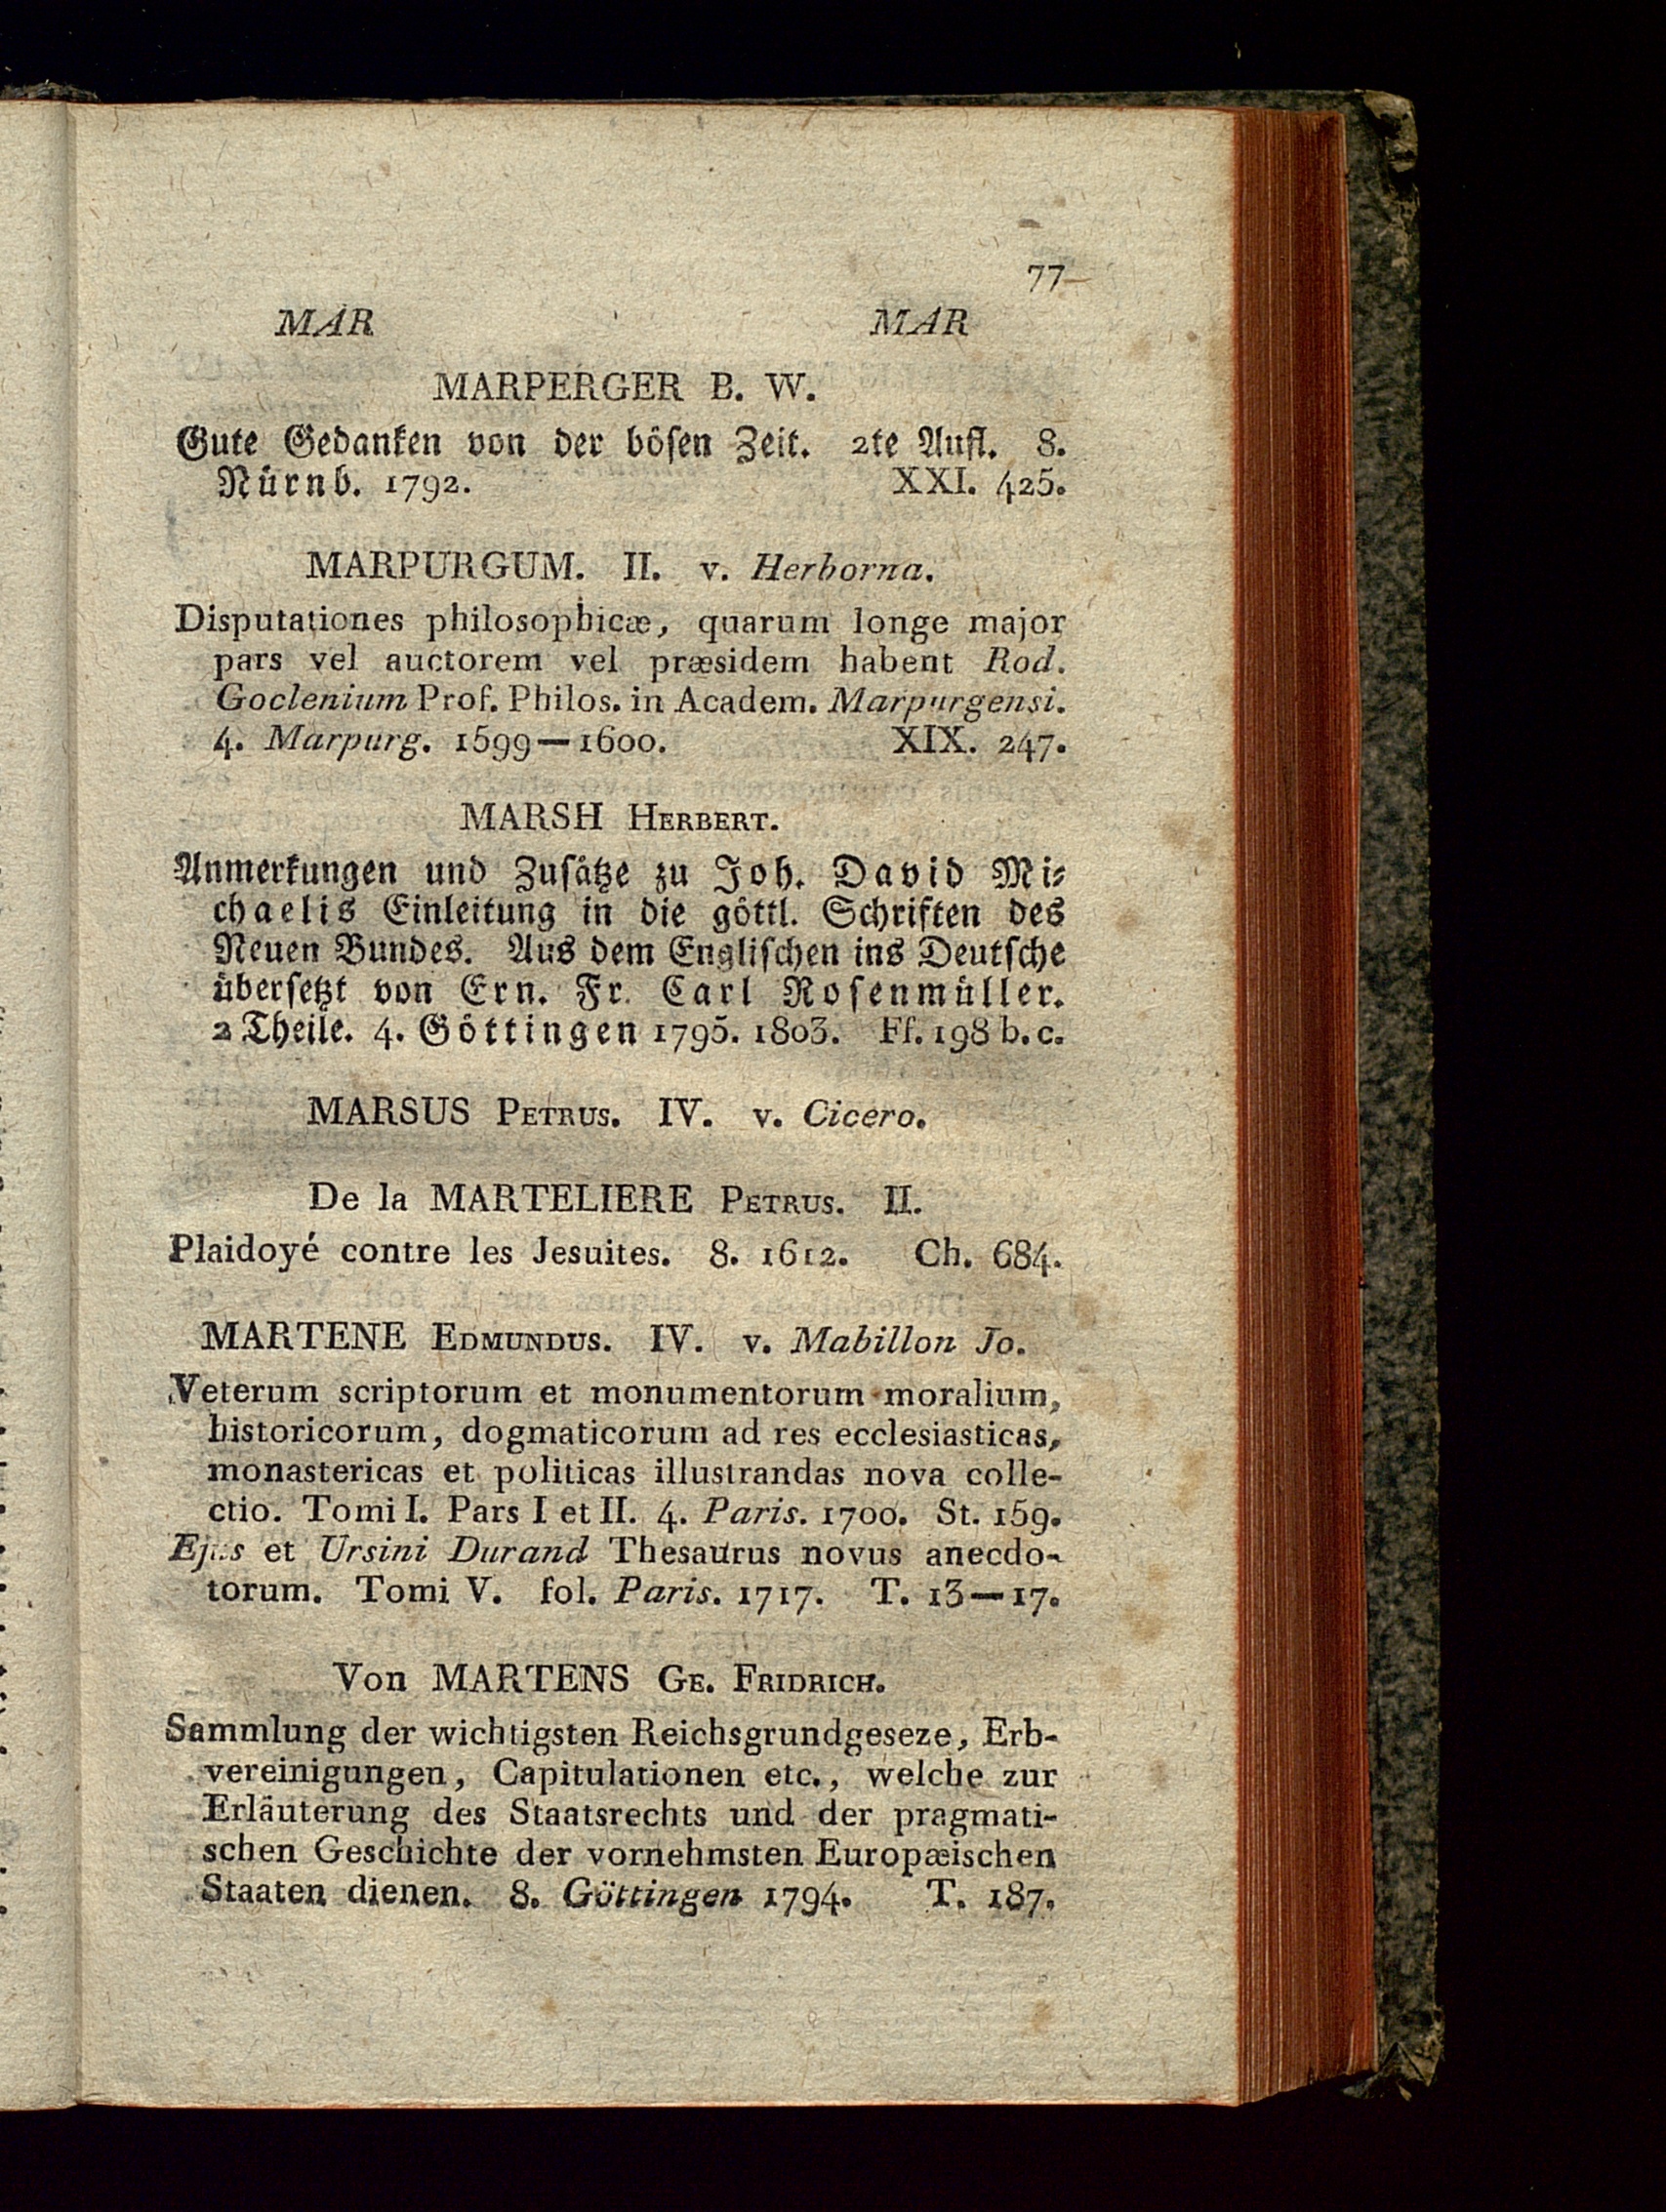 77
MAR MAR
MARPERGER B. W.
Gute Gedanken von der bösen Zeit. 2te Aufl. 8.
Nürnb. 1792. XXI. 425.
MARPURGUM. II. v. Herborna.
Disputationes philosophicæ, quarum longe major
pars vel auctorem vel præsidem habent Rod.
Goclenium Prof. Philos. in Academ. Marpurgensi.
4. Marpurg. 1599—1600. XIX. 247.
MARSH HERBERT.
Anmerkungen und Zusätze zu Joh. David Mi-
chaelis Einleitung in die göttl. Schriften des
Neuen Bundes. Aus dem Englischen ins Deutsche
übersetzt von Ern. Fr. Carl Rosenmüller.
2 Theile. 4. Göttingen 1795. 1803. Ff. 198 b. c.
MARSUS PETRUS. IV. v. Cicero.
De la MARTELIERE PETRUS. II.
Plaidoyé contre les Jesuites. 8. 1612. Ch. 684.
MARTENE EDMUNDUS. IV. v. Mabillon Jo.
Veterum scriptorum et monumentorum moralium,
historicorum, dogmaticorum ad res ecclesiasticas,
monastericas et politicas illustrandas nova colle-
ctio. Tomi I. Pars I et II. 4. Paris. 1700. St. 159.
Ejus et Ursini Durand Thesaurus novus anecdo-
torum. Tomi V. fol. Paris. 1717. T. 13—17.
Von MARTENS GE. FRIDRICH.
Sammlung der wichtigsten Reichsgrundgeseze, Erb-
vereinigungen, Capitulationen etc., welche zur
Erläuterung des Staatsrechts und der pragmati-
schen Geschichte der vornehmsten Europæischen
Staaten dienen. 8. Göttingen 1794. T. 187.